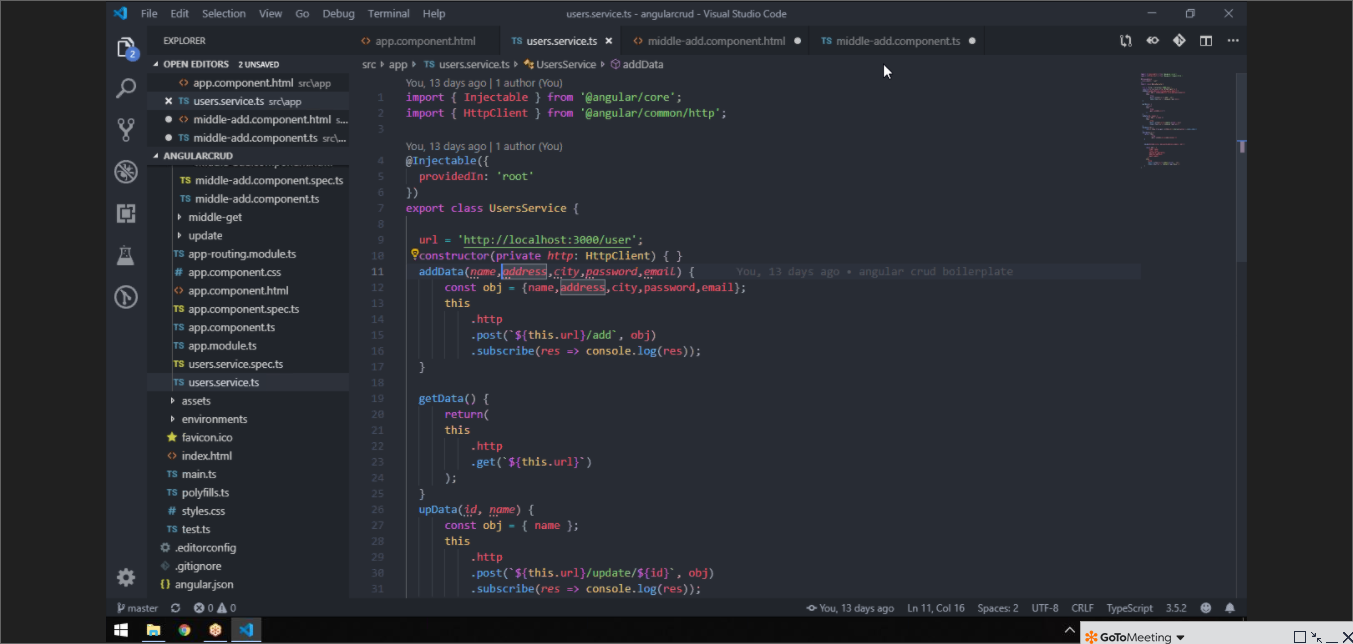 File Edit Selection View Go Debug Terminal Help
users.service.ts - angularcrud - Visual Studio Code
EXPLORER
app.component.html
TS users.service.ts
middle-add.component.html
TS middle-add.component.ts
2
OPEN EDITORS 2 UNSAVED
app.component.html src\app
TS users.service.ts src\app
middle-add.component.html s...
TS middle-add.component.ts src\...
ANGULARCRUD
TS middle-add.component.spec.ts
TS middle-add.component.ts
middle-get
update
TS app-routing.module.ts
# app.component.css
<> app.component.html
TS app.component.spec.ts
TS app.component.ts
TS app.module.ts
TS users.service.spec.ts
TS users.service.ts
assets
environments
favicon.ico
<> index.html
TS main.ts
TS polyfills.ts
# styles.css
TS test.ts
.editorconfig
.gitignore
{} angular.json
src app TS users.service.ts UsersService addData
You, 13 days ago | 1 author (You)
1 import { Injectable } from '@angular/core';
2 import { HttpClient } from '@angular/common/http';
3
You, 13 days ago | 1 author (You)
4 @Injectable({
5 providedIn: 'root'
6 })
7 export class UsersService {
8
9 url = 'http://localhost:3000/user';
10 constructor(private http: HttpClient) { }
11 addData(name,address,city,password,email) { You, 13 days ago • angular crud boilerplate
12 const obj = {name,address,city,password,email};
13 this
14 .http
15 .post(`${this.url}/add`, obj)
16 .subscribe(res => console.log(res));
17 }
18
19 getData() {
20 return(
21 this
22 .http
23 .get(`${this.url}`)
24 );
25 }
26 upData(id, name) {
27 const obj = { name };
28 this
29 .http
30 .post(`${this.url}/update/${id}`, obj)
31 .subscribe(res => console.log(res));
master 0 0 You, 13 days ago Ln 11, Col 16 Spaces: 2 UTF-8 CRLF TypeScript 3.5.2
GoToMeeting